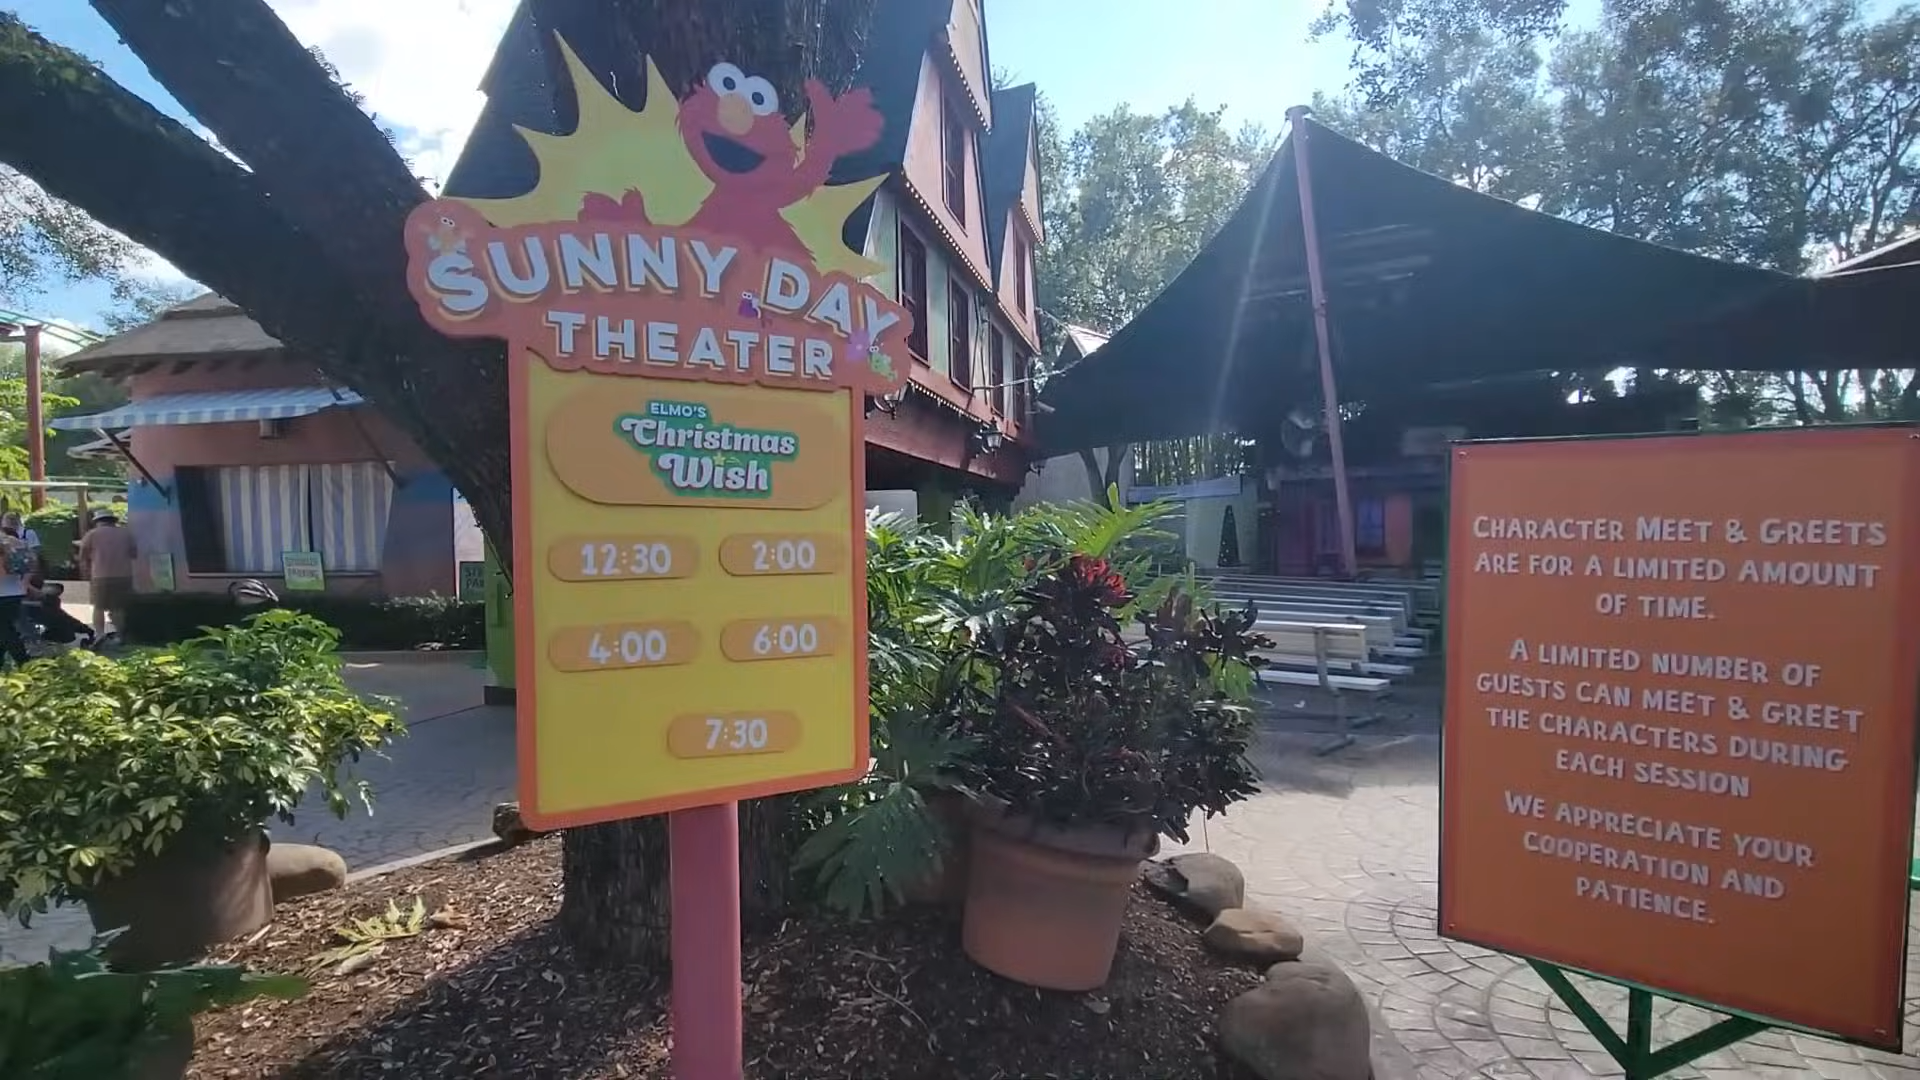 SUNNY DAY
THEATER
ELMO'S
Christmas
Wish
12:30 2:00
4:00 6:00
7:30
CHARACTER MEET & GREETS
ARE FOR A LIMITED AMOUNT
OF TIME.
A LIMITED NUMBER OF
GUESTS CAN MEET & GREET
THE CHARACTERS DURING
EACH SESSION
WE APPRECIATE YOUR
COOPERATION AND
PATIENCE.
STROLLER
PARKING